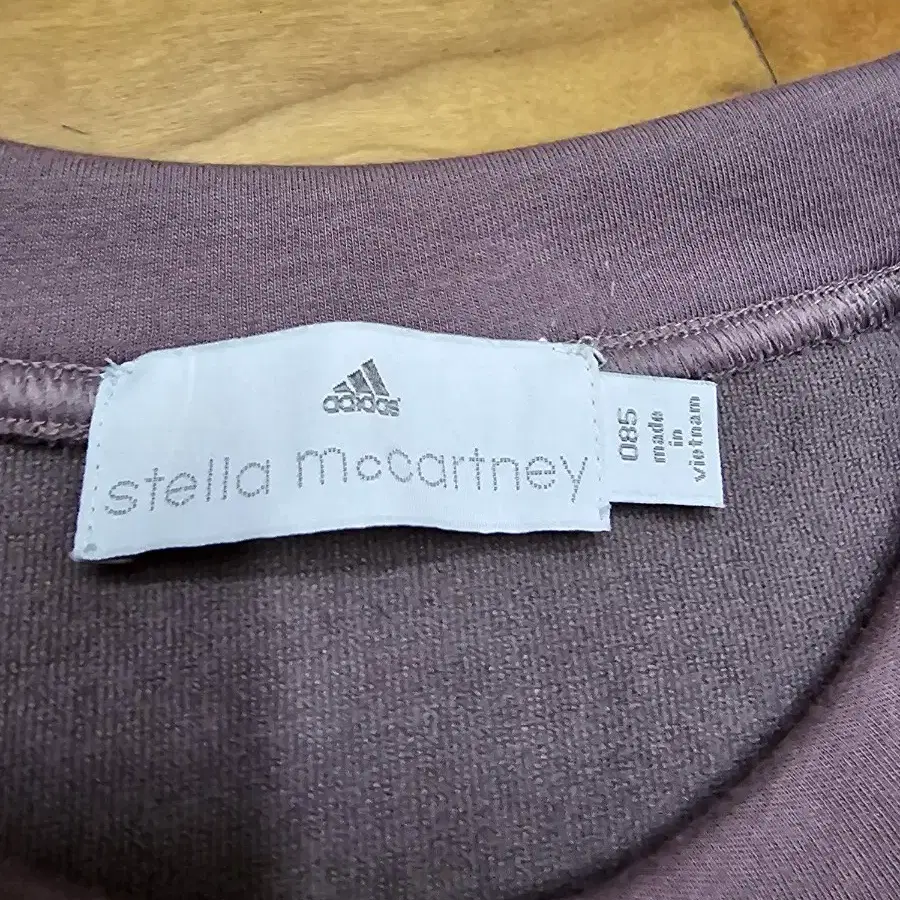 adidas
stella mccartney
085
made
in
vietnam